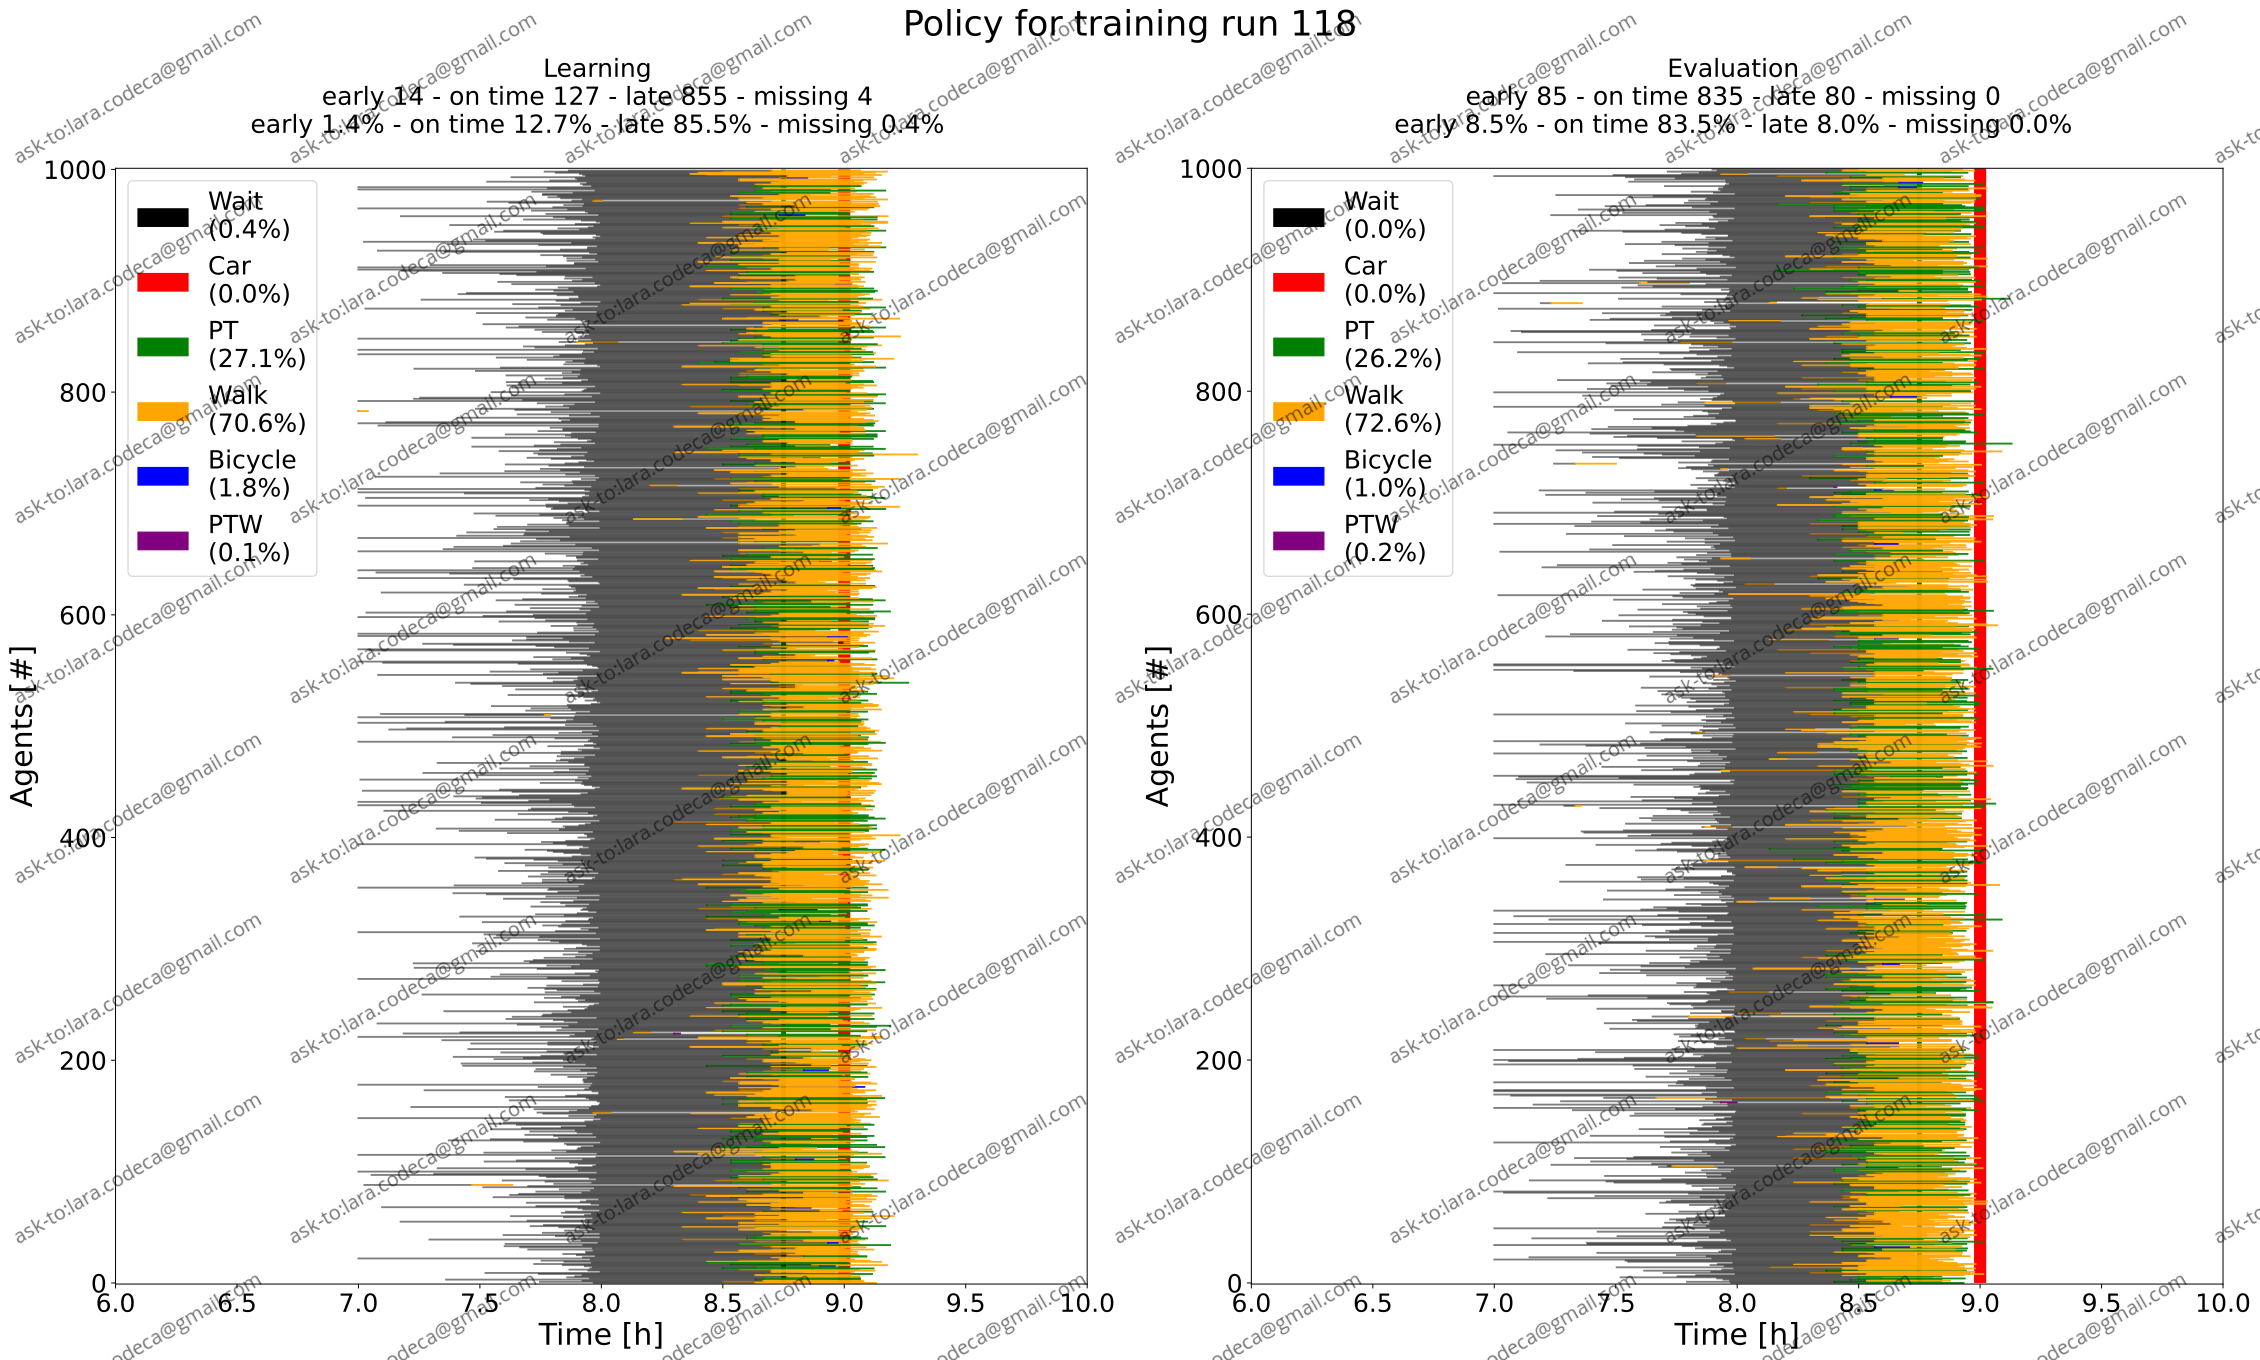 Policy for training run 118
Learning
early 14 - on time 127 - late 855 - missing 4
early 1.4% - on time 12.7% - late 85.5% - missing 0.4%
Evaluation
early 85 - on time 835 - late 80 - missing 0
early 8.5% - on time 83.5% - late 8.0% - missing 0.0%
Agents [#]
1000
800
600
400
200
0
Wait
(0.4%)
Car
(0.0%)
PT
(27.1%)
Walk
(70.6%)
Bicycle
(1.8%)
PTW
(0.1%)
6.0 6.5 7.0 7.5 8.0 8.5 9.0 9.5 10.0
Time [h]
Agents [#]
1000
800
600
400
200
0
Wait
(0.0%)
Car
(0.0%)
PT
(26.2%)
Walk
(72.6%)
Bicycle
(1.0%)
PTW
(0.2%)
6.0 6.5 7.0 7.5 8.0 8.5 9.0 9.5 10.0
Time [h]
ask-to:lara.codeca@gmail.com